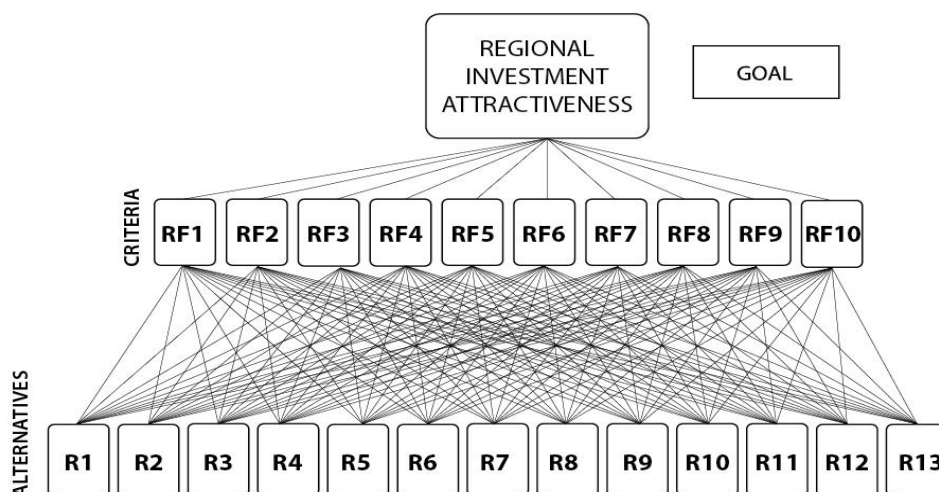 REGIONAL
INVESTMENT
ATTRACTIVENESS
GOAL
CRITERIA
RF1 RF2 RF3 RF4 RF5 RF6 RF7 RF8 RF9 RF10
ALTERNATIVES
R1 R2 R3 R4 R5 R6 R7 R8 R9 R10 R11 R12 R13